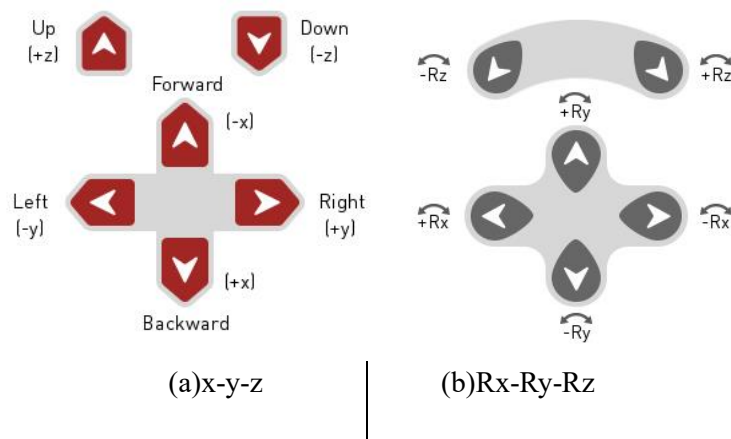 Up
(+z)
Down
(-z)
Forward
(-x)
Left
(-y)
Right
(+y)
(+x)
Backward
-Rz
+Rz
+Ry
+Rx
-Rx
-Ry
(a)x-y-z
(b)Rx-Ry-Rz